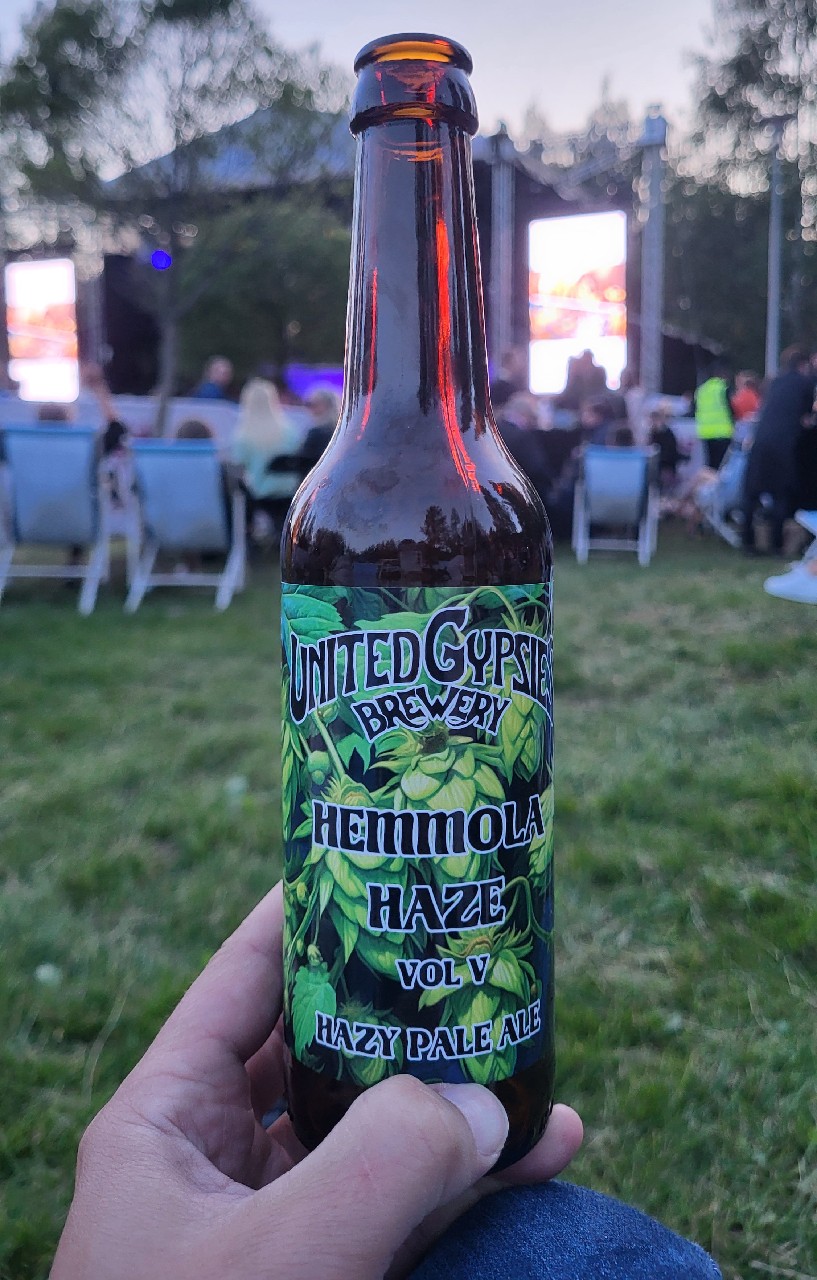 UNITED GYPSIES
BREWERY
HEMMOLA
HAZE
VOL V
HAZY PALE ALE